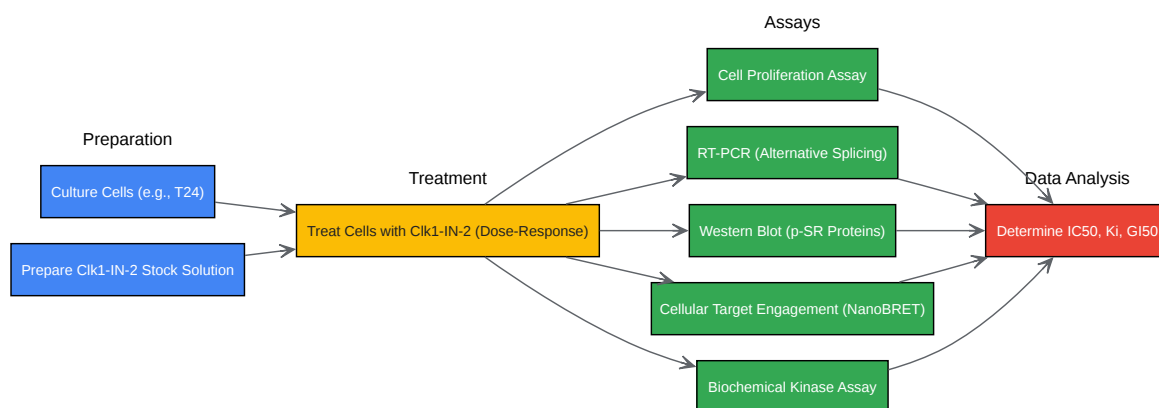 Preparation
Culture Cells (e.g., T24)
Prepare Clk1-IN-2 Stock Solution
Treatment
Treat Cells with Clk1-IN-2 (Dose-Response)
Assays
Cell Proliferation Assay
RT-PCR (Alternative Splicing)
Western Blot (p-SR Proteins)
Cellular Target Engagement (NanoBRET)
Biochemical Kinase Assay
Data Analysis
Determine IC50, Ki, GI50